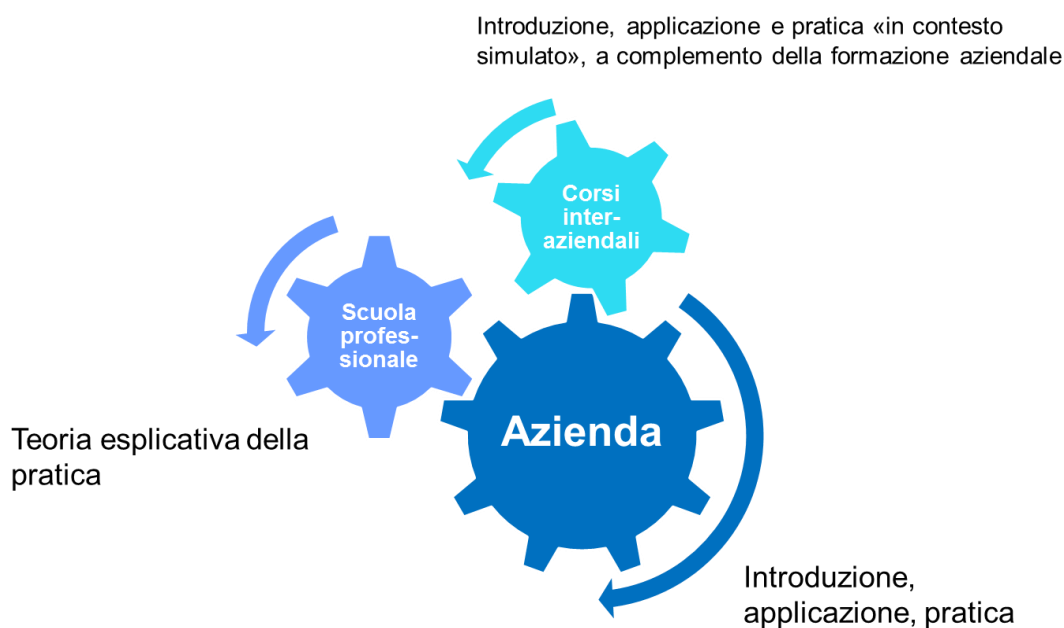 Introduzione, applicazione e pratica «in contesto
simulato», a complemento della formazione aziendale
Corsi
inter-
aziendali
Scuola
profes-
sionale
Azienda
Teoria esplicativa della
pratica
Introduzione,
applicazione, pratica